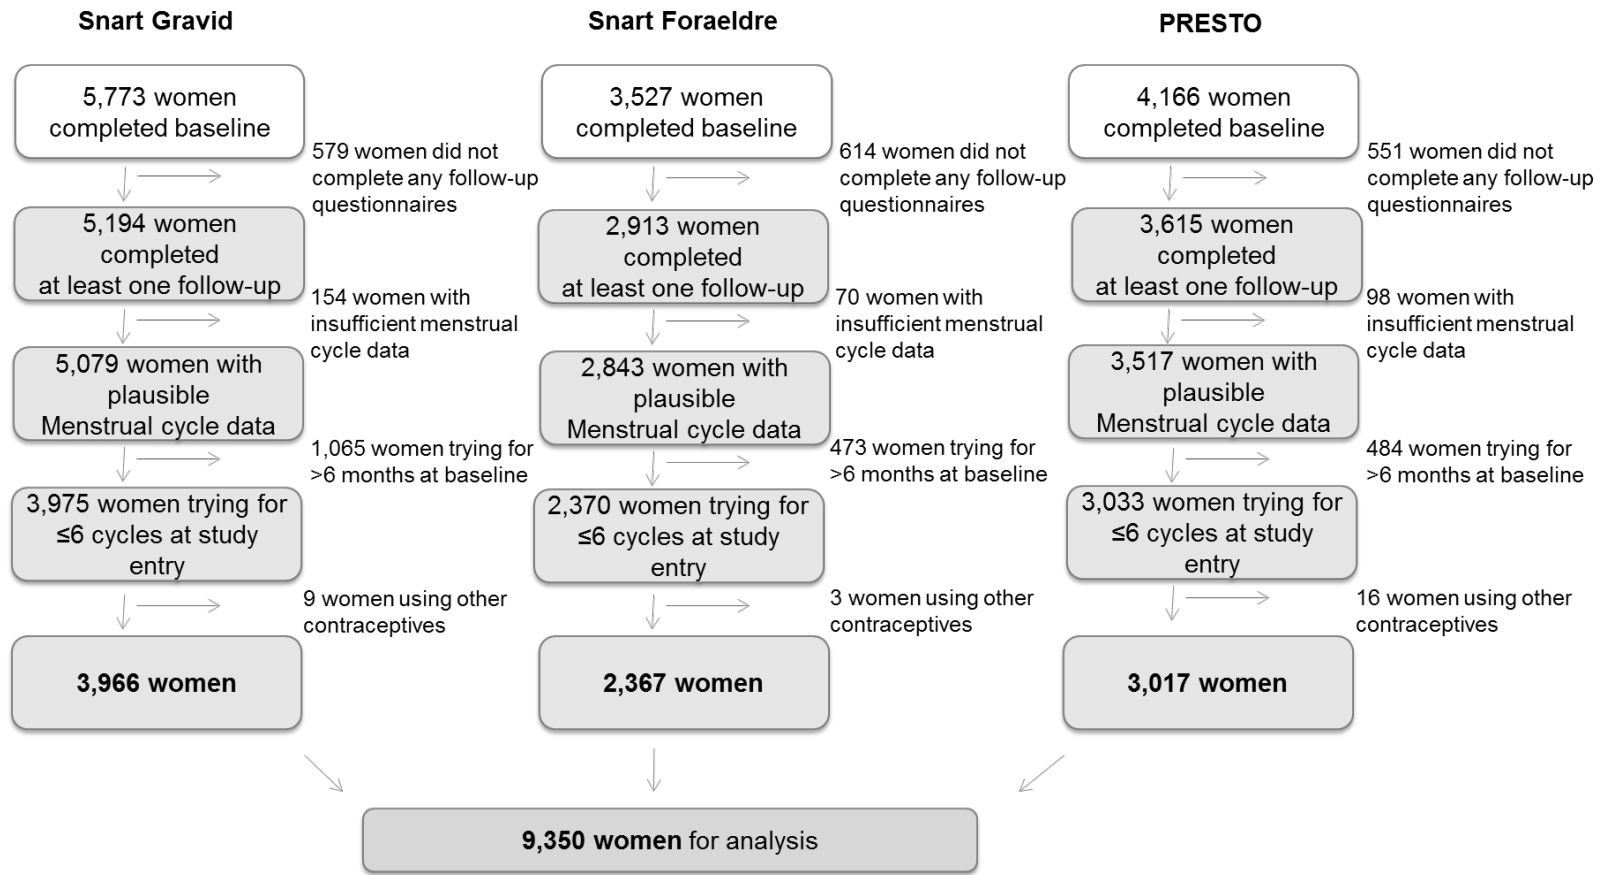 Snart Gravid
5,773 women
completed baseline
579 women did not
complete any follow-up
questionnaires
5,194 women
completed
at least one follow-up
154 women with
insufficient menstrual
cycle data
5,079 women with
plausible
Menstrual cycle data
1,065 women trying for
>6 months at baseline
3,975 women trying for
≤6 cycles at study
entry
9 women using other
contraceptives
3,966 women
Snart Foraeldre
3,527 women
completed baseline
614 women did not
complete any follow-up
questionnaires
2,913 women
completed
at least one follow-up
70 women with
insufficient menstrual
cycle data
2,843 women with
plausible
Menstrual cycle data
473 women trying for
>6 months at baseline
2,370 women trying for
≤6 cycles at study
entry
3 women using other
contraceptives
2,367 women
PRESTO
4,166 women
completed baseline
551 women did not
complete any follow-up
questionnaires
3,615 women
completed
at least one follow-up
98 women with
insufficient menstrual
cycle data
3,517 women with
plausible
Menstrual cycle data
484 women trying for
>6 months at baseline
3,033 women trying for
≤6 cycles at study
entry
16 women using other
contraceptives
3,017 women
9,350 women for analysis